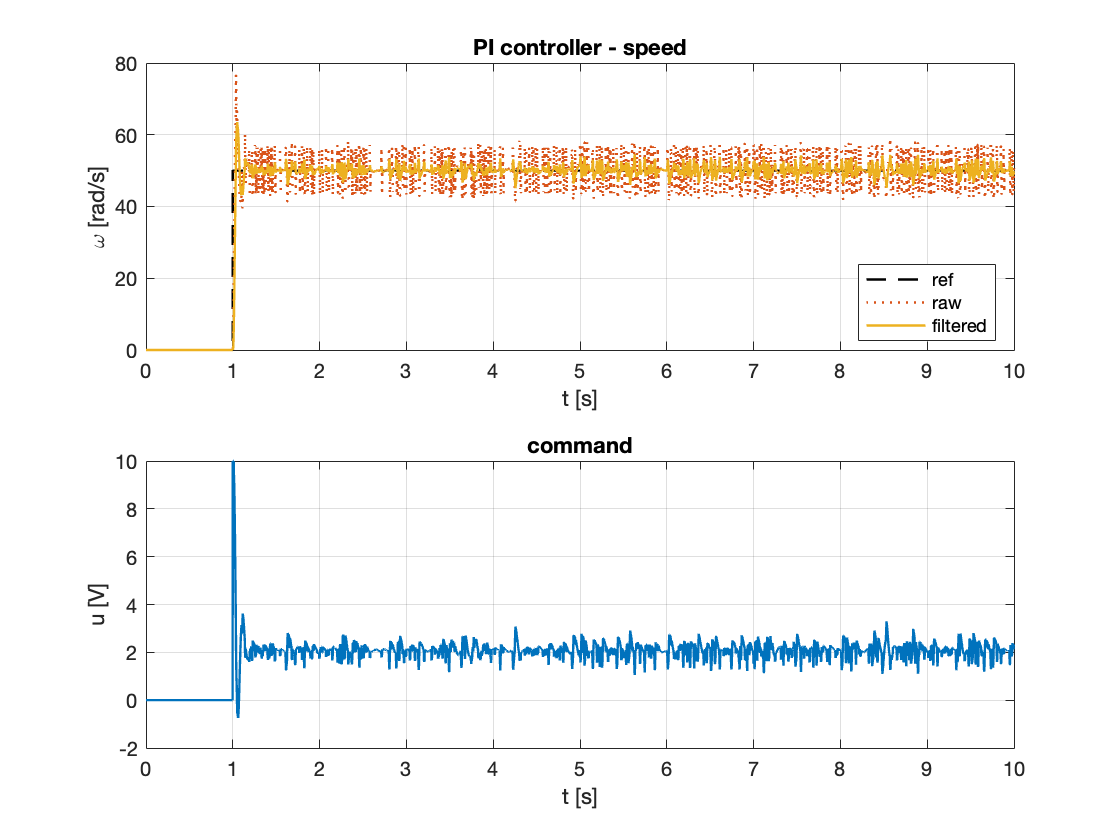 PI controller - speed
80
60
40
20
0
ω [rad/s]
0 1 2 3 4 5 6 7 8 9 10
t [s]
ref
raw
filtered
command
10
8
6
4
2
0
-2
u [V]
0 1 2 3 4 5 6 7 8 9 10
t [s]